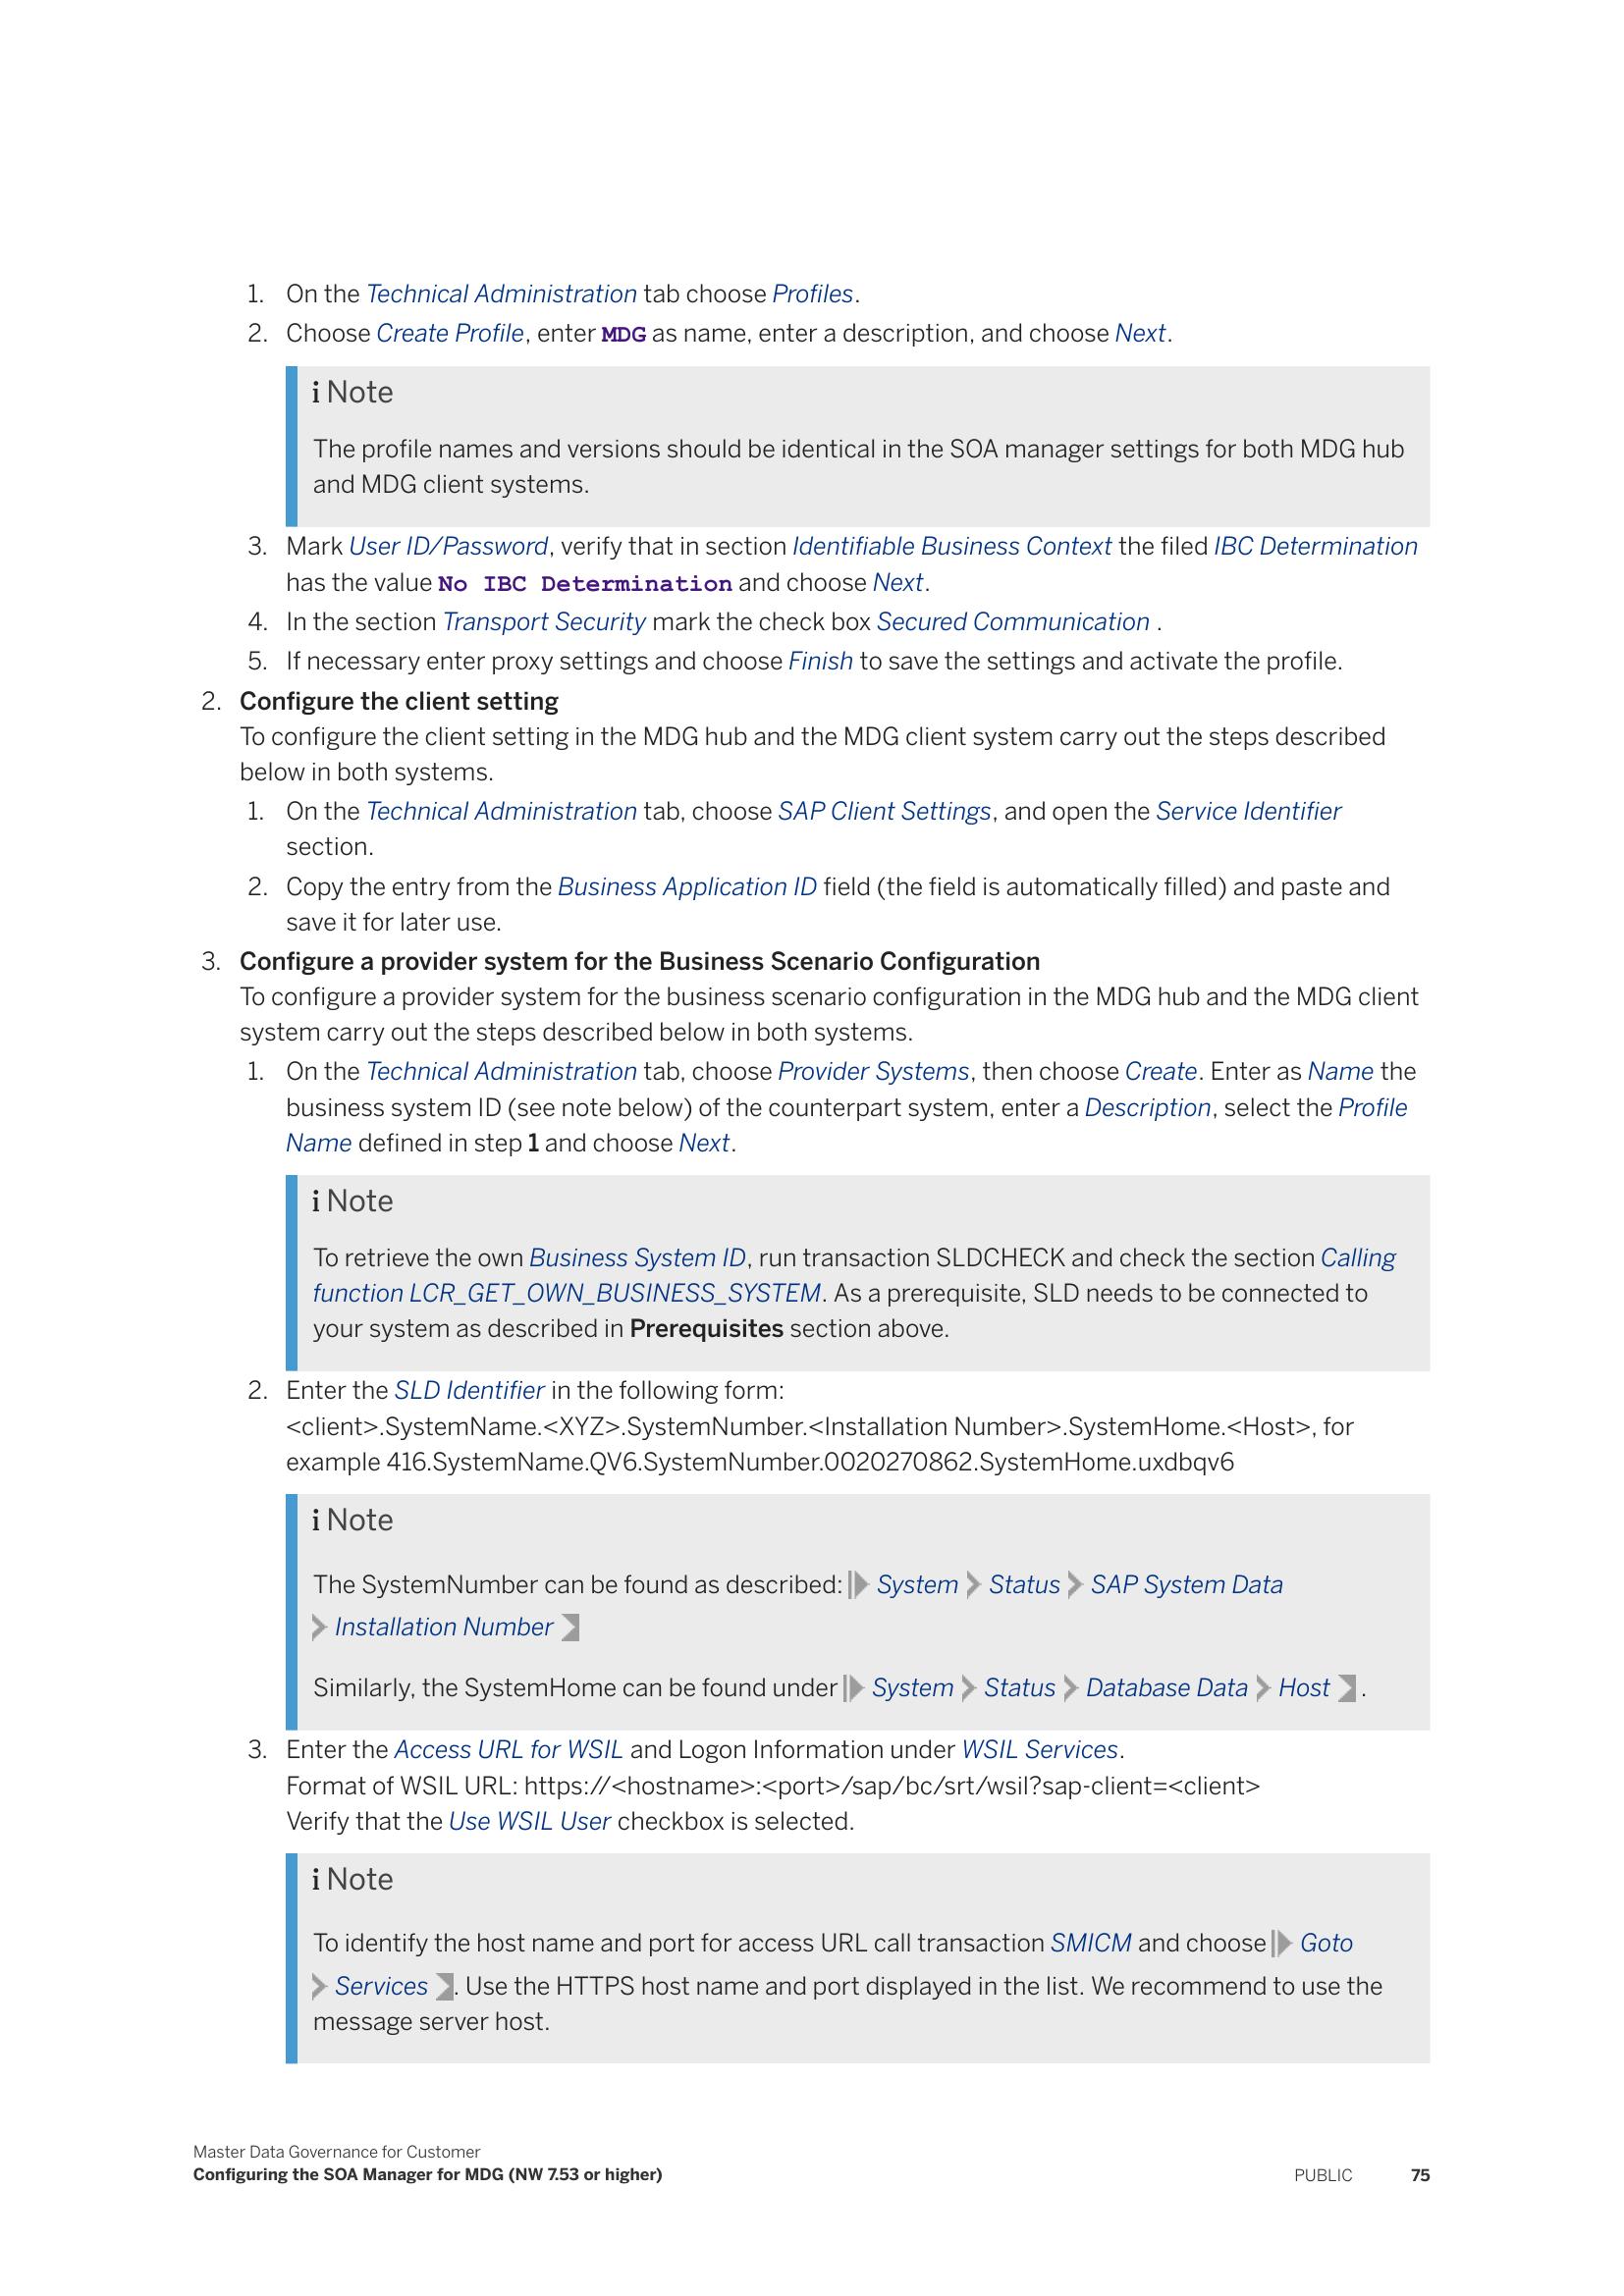 1. On the Technical Administration tab choose Profiles.
2. Choose Create Profile, enter MDG as name, enter a description, and choose Next.
i Note
The profile names and versions should be identical in the SOA manager settings for both MDG hub
and MDG client systems.
3. Mark User ID/Password, verify that in section Identifiable Business Context the filed IBC Determination
has the value No IBC Determination and choose Next.
4. In the section Transport Security mark the check box Secured Communication .
5. If necessary enter proxy settings and choose Finish to save the settings and activate the profile.
2. Configure the client setting
To configure the client setting in the MDG hub and the MDG client system carry out the steps described
below in both systems.
1. On the Technical Administration tab, choose SAP Client Settings, and open the Service Identifier
section.
2. Copy the entry from the Business Application ID field (the field is automatically filled) and paste and
save it for later use.
3. Configure a provider system for the Business Scenario Configuration
To configure a provider system for the business scenario configuration in the MDG hub and the MDG client
system carry out the steps described below in both systems.
1. On the Technical Administration tab, choose Provider Systems, then choose Create. Enter as Name the
business system ID (see note below) of the counterpart system, enter a Description, select the Profile
Name defined in step 1 and choose Next.
i Note
To retrieve the own Business System ID, run transaction SLDCHECK and check the section Calling
function LCR_GET_OWN_BUSINESS_SYSTEM. As a prerequisite, SLD needs to be connected to
your system as described in Prerequisites section above.
2. Enter the SLD Identifier in the following form:
<client>.SystemName.<XYZ>.SystemNumber.<Installation Number>.SystemHome.<Host>, for
example 416.SystemName.QV6.SystemNumber.0020270862.SystemHome.uxdbqv6
i Note
The SystemNumber can be found as described: System > Status > SAP System Data
> Installation Number
Similarly, the SystemHome can be found under System > Status > Database Data > Host .
3. Enter the Access URL for WSIL and Logon Information under WSIL Services.
Format of WSIL URL: https://<hostname>:<port>/sap/bc/srt/wsil?sap-client=<client>
Verify that the Use WSIL User checkbox is selected.
i Note
To identify the host name and port for access URL call transaction SMICM and choose Goto
> Services . Use the HTTPS host name and port displayed in the list. We recommend to use the
message server host.
Master Data Governance for Customer
Configuring the SOA Manager for MDG (NW 7.53 or higher)
PUBLIC 75